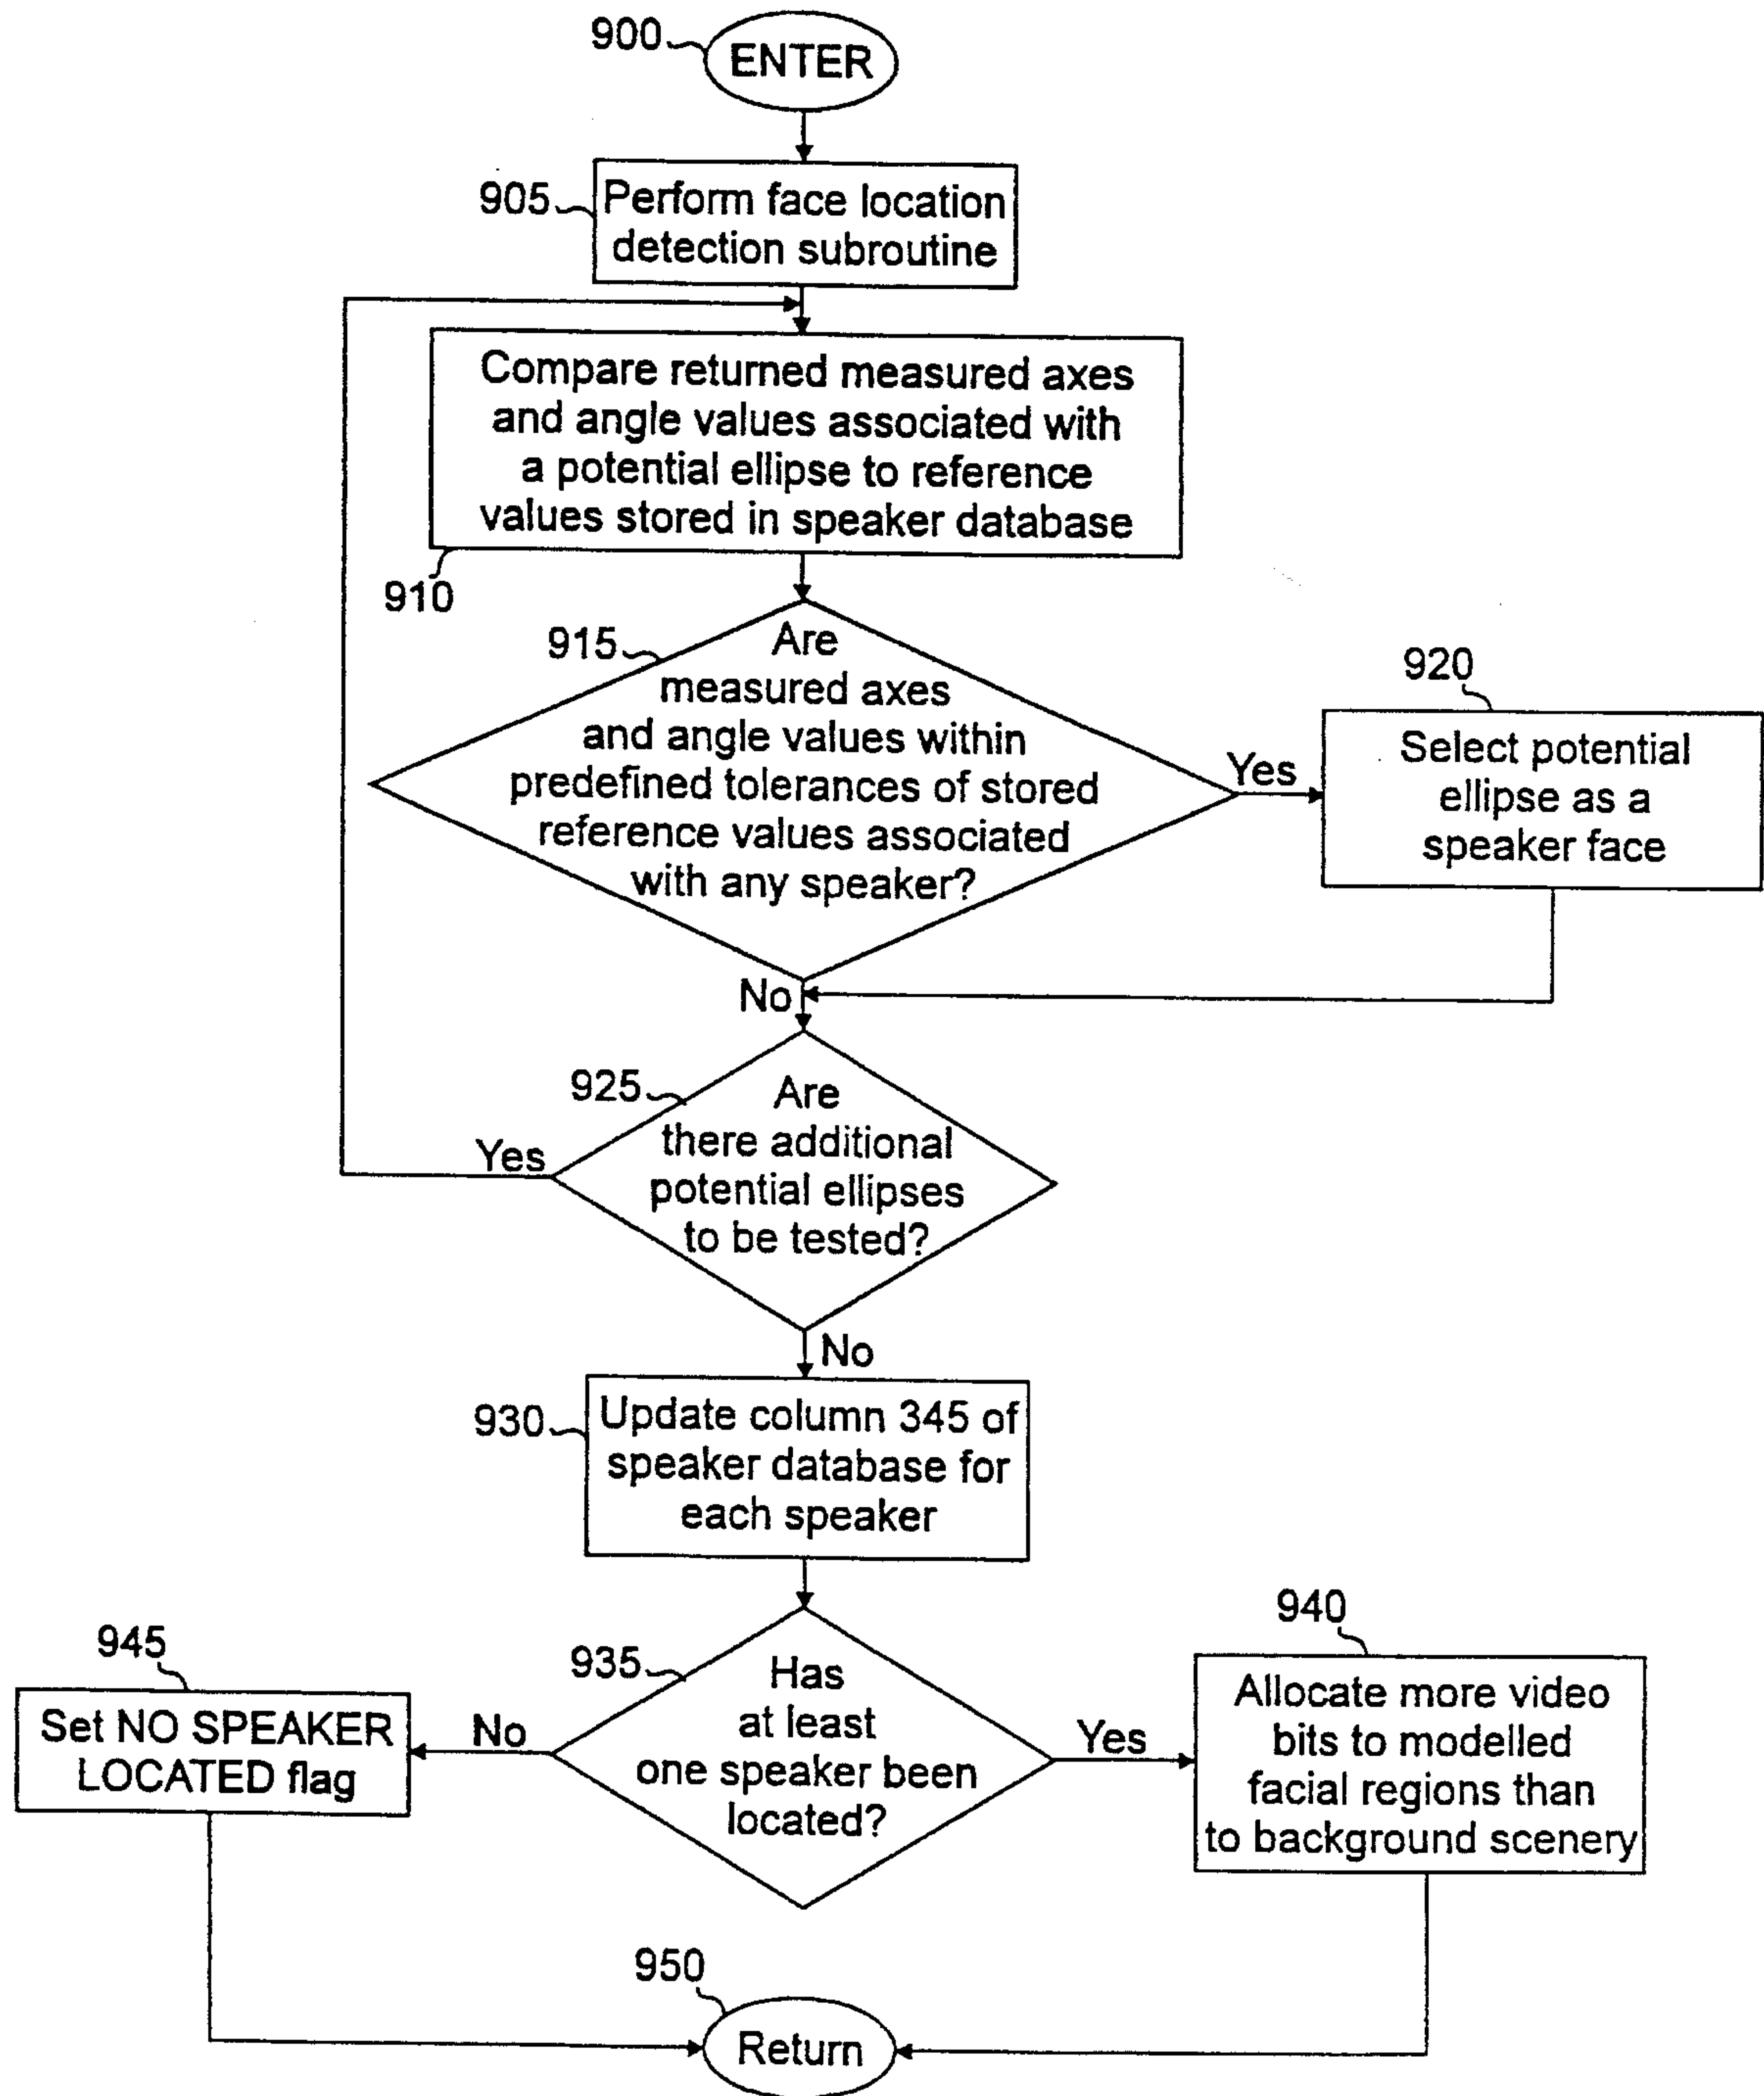 900
ENTER
905
Perform face location
detection subroutine
Compare returned measured axes
and angle values associated with
a potential ellipse to reference
values stored in speaker database
910
915
Are
measured axes
and angle values within
predefined tolerances of stored
reference values associated
with any speaker?
Yes
920
Select potential
ellipse as a
speaker face
No
925
Are
there additional
potential ellipses
to be tested?
Yes
No
930
Update column 345 of
speaker database for
each speaker
935
Has
at least
one speaker been
located?
No
945
Set NO SPEAKER
LOCATED flag
Yes
940
Allocate more video
bits to modelled
facial regions than
to background scenery
950
Return